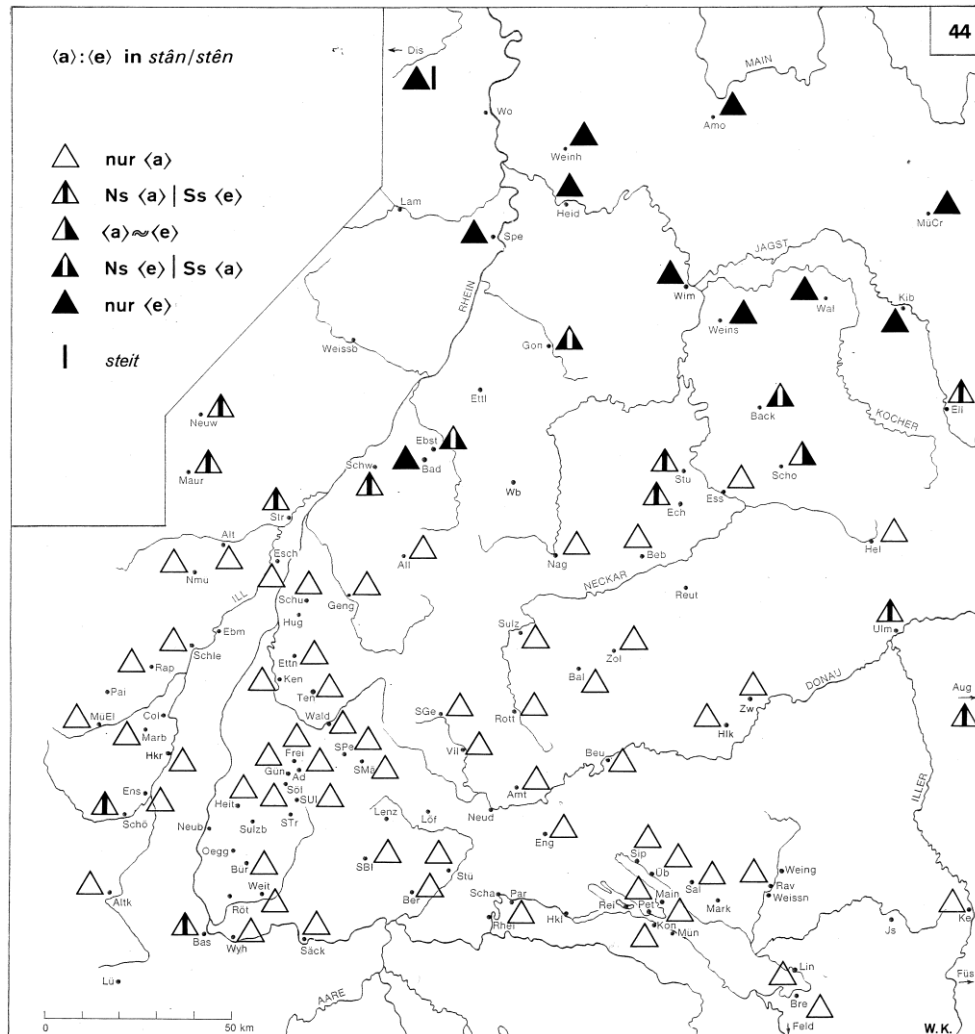 44
⟨a⟩:⟨e⟩ in stân/stên
nur ⟨a⟩
Ns ⟨a⟩ | Ss ⟨e⟩
⟨a⟩≈⟨e⟩
Ns ⟨e⟩ | Ss ⟨a⟩
nur ⟨e⟩
steit
← Dis
MAIN
Wo
Amo
Weinh
Lam
Heid
MüCr
Spe
JAGST
RHEIN
Wim
Wal
Kib
Weins
Weissb
Gon
Ettl
Neuw
Back
Ell
KOCHER
Ebst
Maur
Schw
Bad
Stu
Scho
Wb
Ess
Ech
Str
Alt
Esch
All
Nag
Beb
Hel
Nmu
NECKAR
ILL
Schu
Geng
Reut
Hug
Ebm
Sulz
Ulm
Schle
Ettn
Zol
Rap
Ken
Bal
DONAU
Pai
Ten
Zw
Aug
→
Col
SGe
Rott
MüEl
Wald
Hlk
Marb
Vil
Hkr
Frei
SPe
Beu
Gün
Ad
SMä
ILLER
Ens
Söl
Amt
Heit
SUl
Schö
Lenz
Löf
Neud
Neub
Sulzb
STr
Eng
Oegg
Bur
SBl
Sip
Stü
Üb
Weing
Altk
Weit
Ber
Scha
Sal
Rav
Röt
Par
Main
Mark
Weissn
Rei
Pet
Ke
Bas
Wyh
Säck
Rhei
Hkl
Kon
Mün
Js
Lü
Lin
Füs
→
AARE
Bre
0
50 km
↓ Feld
W. K.